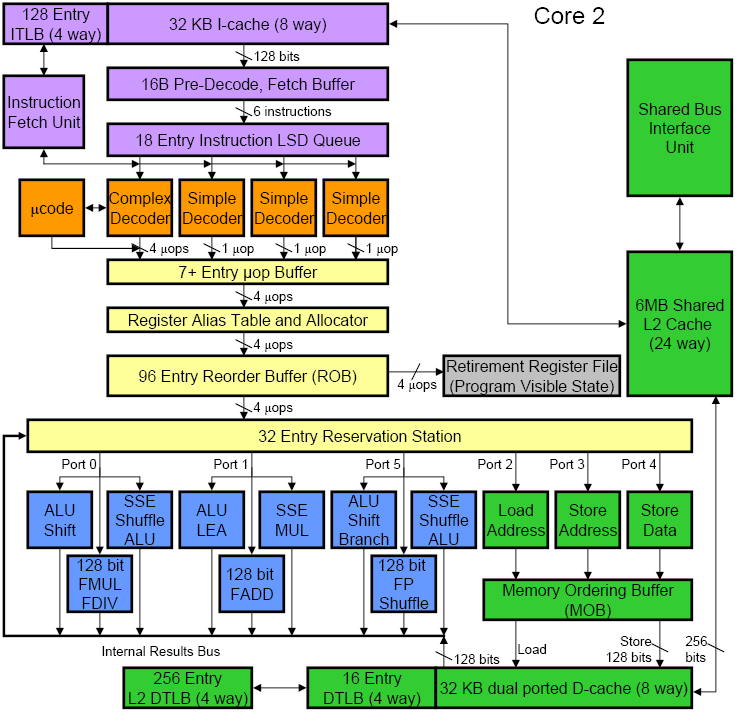 Core 2
128 Entry
ITLB (4 way)
32 KB I-cache (8 way)
128 bits
Instruction
Fetch Unit
16B Pre-Decode, Fetch Buffer
6 instructions
18 Entry Instruction LSD Queue
Shared Bus
Interface
Unit
μcode
Complex
Decoder
Simple
Decoder
Simple
Decoder
Simple
Decoder
4 μops
1 μop
1 μop
1 μop
7+ Entry μop Buffer
4 μops
Register Alias Table and Allocator
4 μops
6MB Shared
L2 Cache
(24 way)
96 Entry Reorder Buffer (ROB)
4 μops
Retirement Register File
(Program Visible State)
4 μops
32 Entry Reservation Station
Port 0
Port 1
Port 5
Port 2
Port 3
Port 4
ALU
Shift
SSE
Shuffle
ALU
ALU
LEA
SSE
MUL
ALU
Shift
Branch
SSE
Shuffle
ALU
Load
Address
Store
Address
Store
Data
128 bit
FMUL
FDIV
128 bit
FADD
128 bit
FP
Shuffle
Memory Ordering Buffer
(MOB)
Internal Results Bus
128 bits
Load
Store
128 bits
256
bits
256 Entry
L2 DTLB (4 way)
16 Entry
DTLB (4 way)
32 KB dual ported D-cache (8 way)